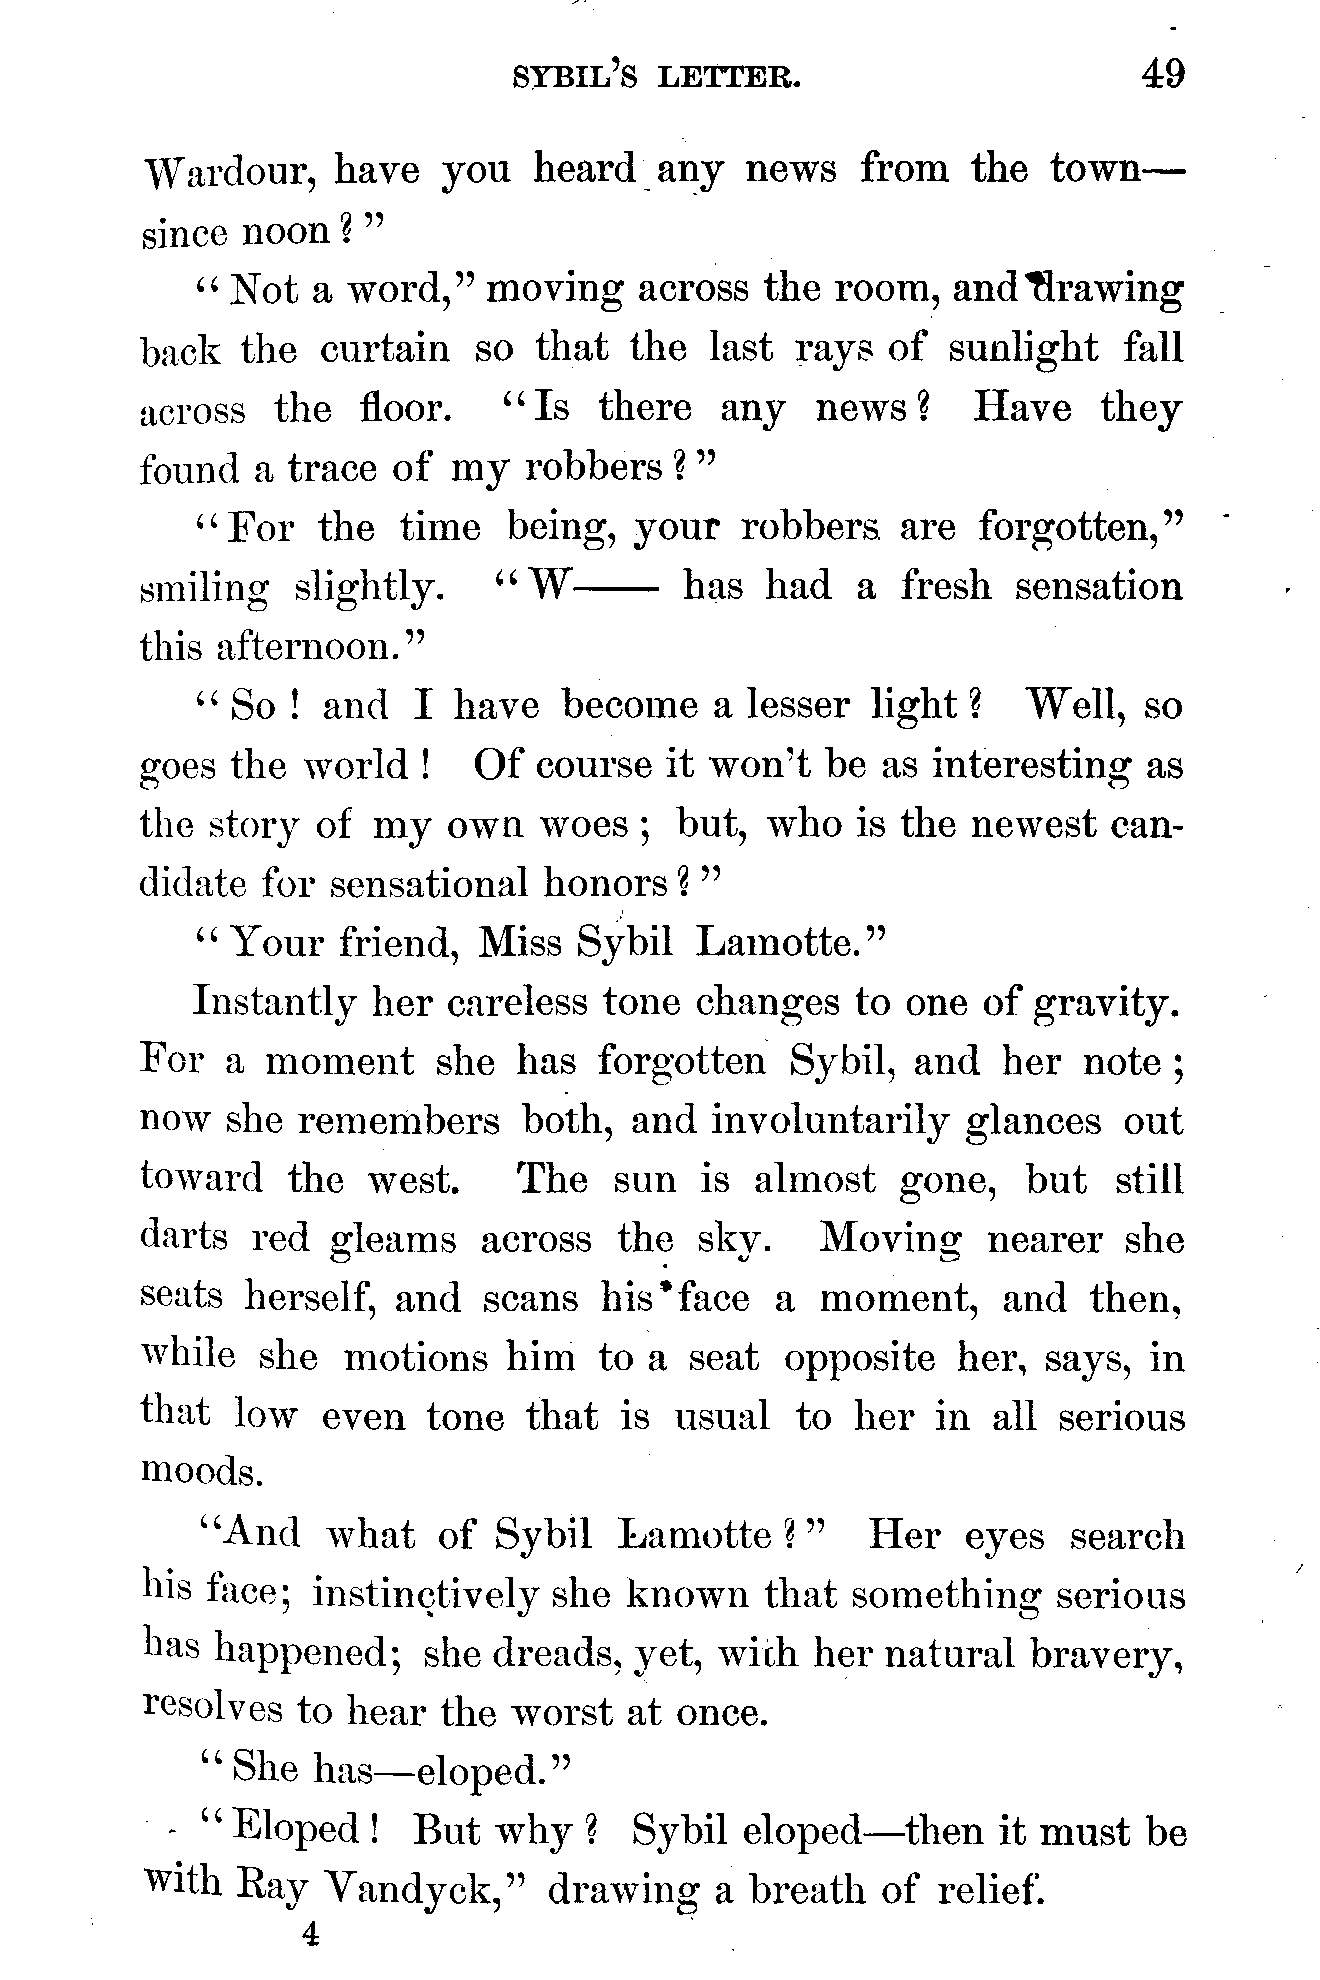 SYBIL'S LETTER. 49
Wardour, have you heard any news from the town—
since noon?"
"Not a word," moving across the room, and drawing
back the curtain so that the last rays of sunlight fall
across the floor. "Is there any news? Have they
found a trace of my robbers?"
"For the time being, your robbers are forgotten,"
smiling slightly. "W—— has had a fresh sensation
this afternoon."
"So! and I have become a lesser light? Well, so
goes the world! Of course it won't be as interesting as
the story of my own woes; but, who is the newest can-
didate for sensational honors?"
"Your friend, Miss Sybil Lamotte."
Instantly her careless tone changes to one of gravity.
For a moment she has forgotten Sybil, and her note;
now she remembers both, and involuntarily glances out
toward the west. The sun is almost gone, but still
darts red gleams across the sky. Moving nearer she
seats herself, and scans his face a moment, and then,
while she motions him to a seat opposite her, says, in
that low even tone that is usual to her in all serious
moods.
"And what of Sybil Lamotte?" Her eyes search
his face; instinctively she known that something serious
has happened; she dreads, yet, with her natural bravery,
resolves to hear the worst at once.
"She has—eloped."
"Eloped! But why? Sybil eloped—then it must be
with Ray Vandyck," drawing a breath of relief.
4